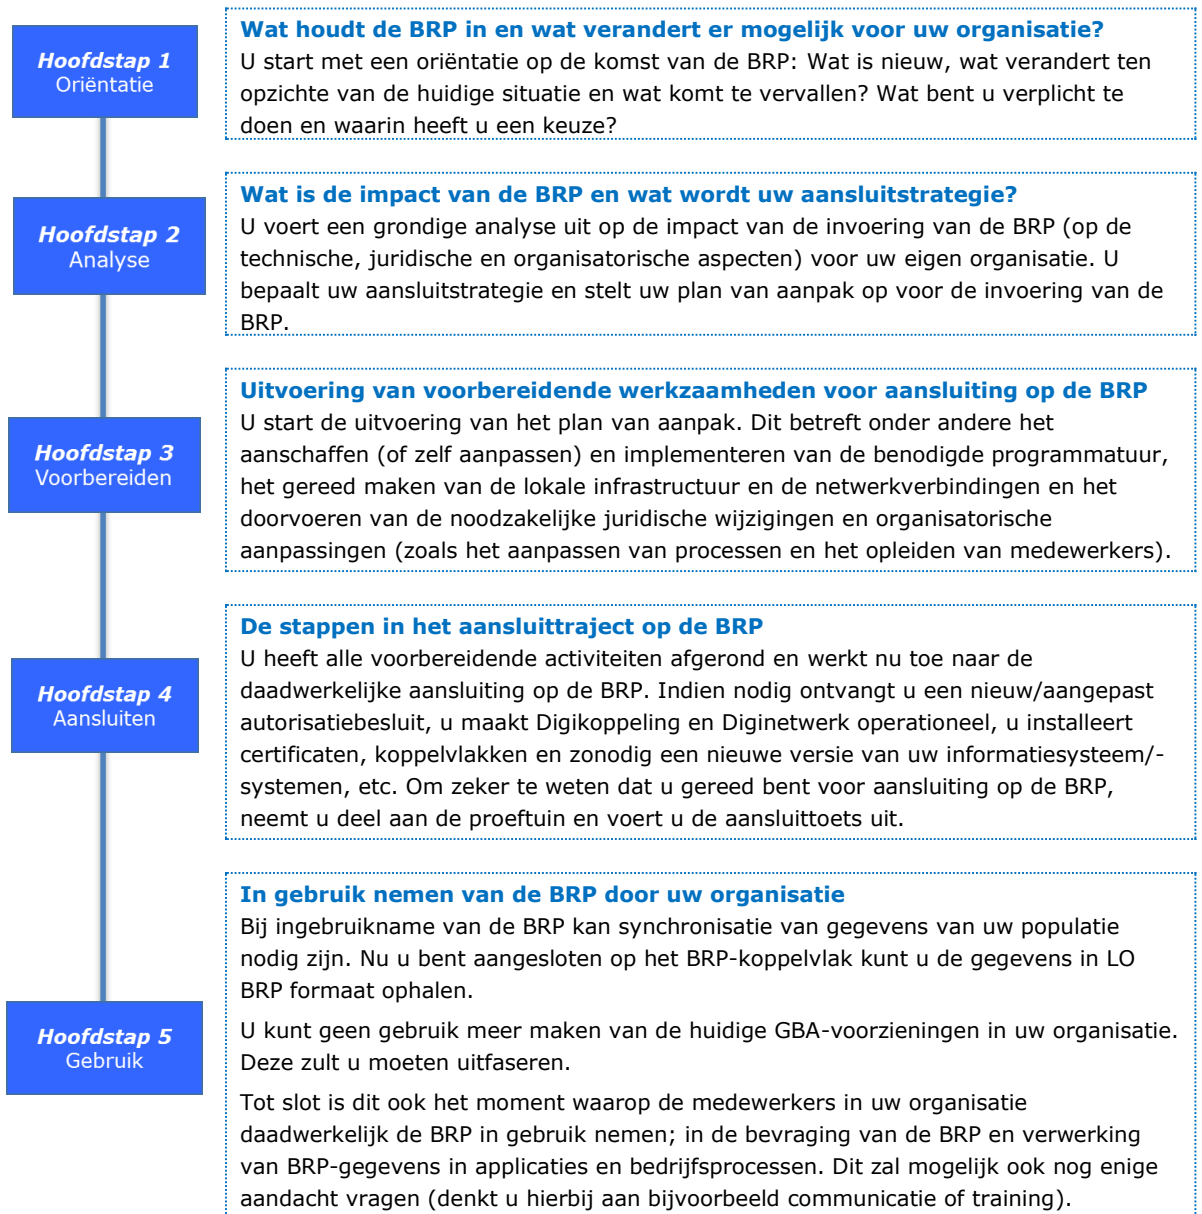 Hoofdstap 1
Oriëntatie
Wat houdt de BRP in en wat verandert er mogelijk voor uw organisatie?
U start met een oriëntatie op de komst van de BRP: Wat is nieuw, wat verandert ten
opzichte van de huidige situatie en wat komt te vervallen? Wat bent u verplicht te
doen en waarin heeft u een keuze?
Hoofdstap 2
Analyse
Wat is de impact van de BRP en wat wordt uw aansluitstrategie?
U voert een grondige analyse uit op de impact van de invoering van de BRP (op de
technische, juridische en organisatorische aspecten) voor uw eigen organisatie. U
bepaalt uw aansluitstrategie en stelt uw plan van aanpak op voor de invoering van de
BRP.
Hoofdstap 3
Voorbereiden
Uitvoering van voorbereidende werkzaamheden voor aansluiting op de BRP
U start de uitvoering van het plan van aanpak. Dit betreft onder andere het
aanschaffen (of zelf aanpassen) en implementeren van de benodigde programmatuur,
het gereed maken van de lokale infrastructuur en de netwerkverbindingen en het
doorvoeren van de noodzakelijke juridische wijzigingen en organisatorische
aanpassingen (zoals het aanpassen van processen en het opleiden van medewerkers).
Hoofdstap 4
Aansluiten
De stappen in het aansluittraject op de BRP
U heeft alle voorbereidende activiteiten afgerond en werkt nu toe naar de
daadwerkelijke aansluiting op de BRP. Indien nodig ontvangt u een nieuw/aangepast
autorisatiebesluit, u maakt Digikoppeling en Diginetwerk operationeel, u installeert
certificaten, koppelvlakken en zonodig een nieuwe versie van uw informatiesysteem/-
systemen, etc. Om zeker te weten dat u gereed bent voor aansluiting op de BRP,
neemt u deel aan de proeftuin en voert u de aansluittoets uit.
Hoofdstap 5
Gebruik
In gebruik nemen van de BRP door uw organisatie
Bij ingebruikname van de BRP kan synchronisatie van gegevens van uw populatie
nodig zijn. Nu u bent aangesloten op het BRP-koppelvlak kunt u de gegevens in LO
BRP formaat ophalen.
U kunt geen gebruik meer maken van de huidige GBA-voorzieningen in uw organisatie.
Deze zult u moeten uitfaseren.
Tot slot is dit ook het moment waarop de medewerkers in uw organisatie
daadwerkelijk de BRP in gebruik nemen; in de bevraging van de BRP en verwerking
van BRP-gegevens in applicaties en bedrijfsprocessen. Dit zal mogelijk ook nog enige
aandacht vragen (denkt u hierbij aan bijvoorbeeld communicatie of training).